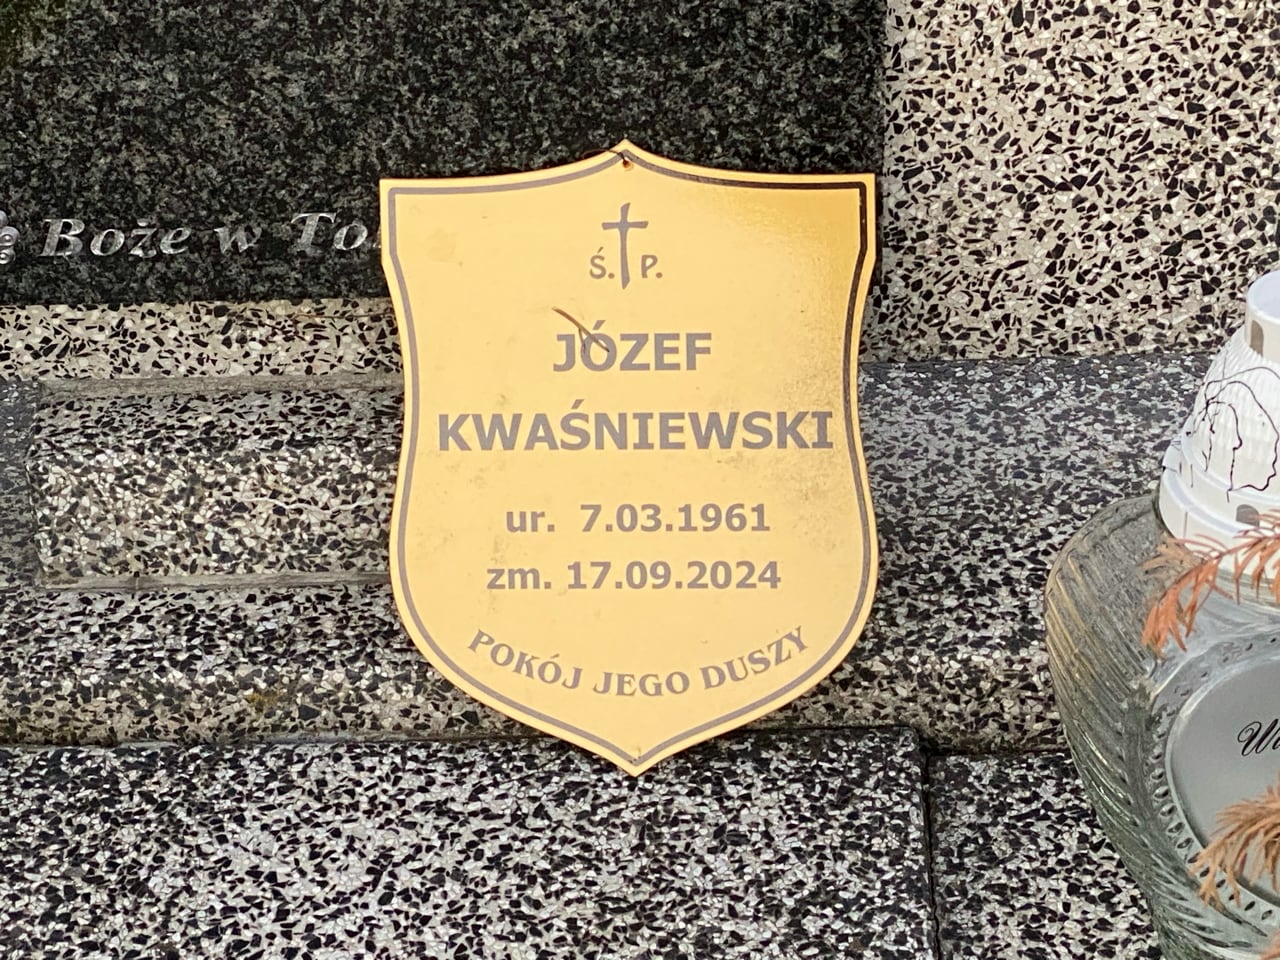 Boże w To
Ś. P.
JÓZEF
KWAŚNIEWSKI
ur. 7.03.1961
zm. 17.09.2024
POKÓJ JEGO DUSZY